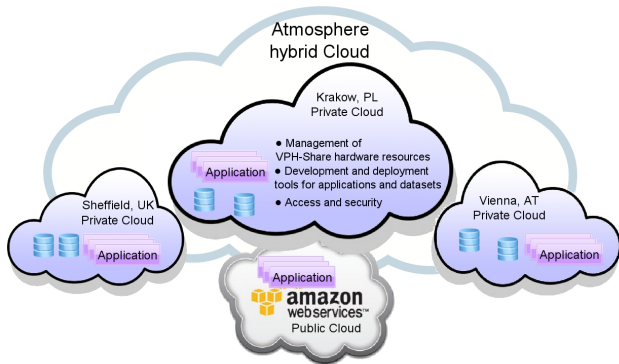 Atmosphere
hybrid Cloud
Krakow, PL
Private Cloud
● Management of
VPH-Share hardware resources
● Development and deployment
tools for applications and datasets
● Access and security
Application
Sheffield, UK
Private Cloud
Application
Vienna, AT
Private Cloud
Application
Application
amazon
webservices™
Public Cloud